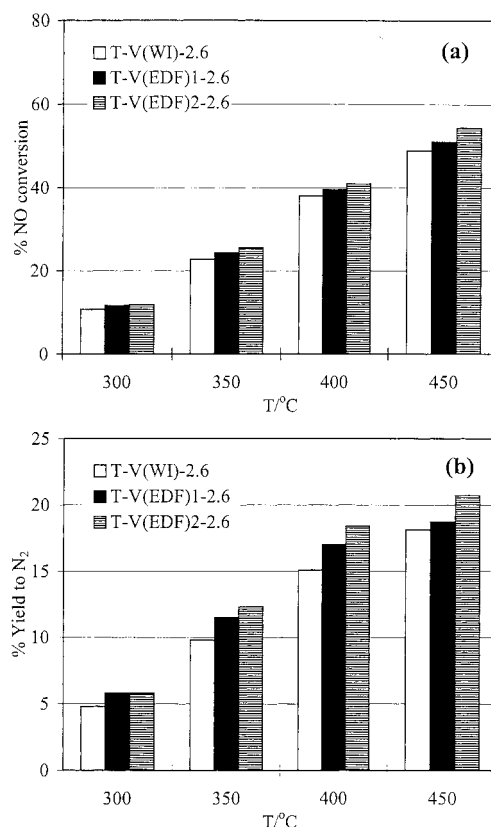 80
(a)
T-V(WI)-2.6
T-V(EDF)1-2.6
60
T-V(EDF)2-2.6
% NO conversion
40
20
0
300 350 400 450
T/°C
25
(b)
T-V(WI)-2.6
20
T-V(EDF)1-2.6
T-V(EDF)2-2.6
% Yield to N₂
15
10
5
0
300 350 400 450
T/°C